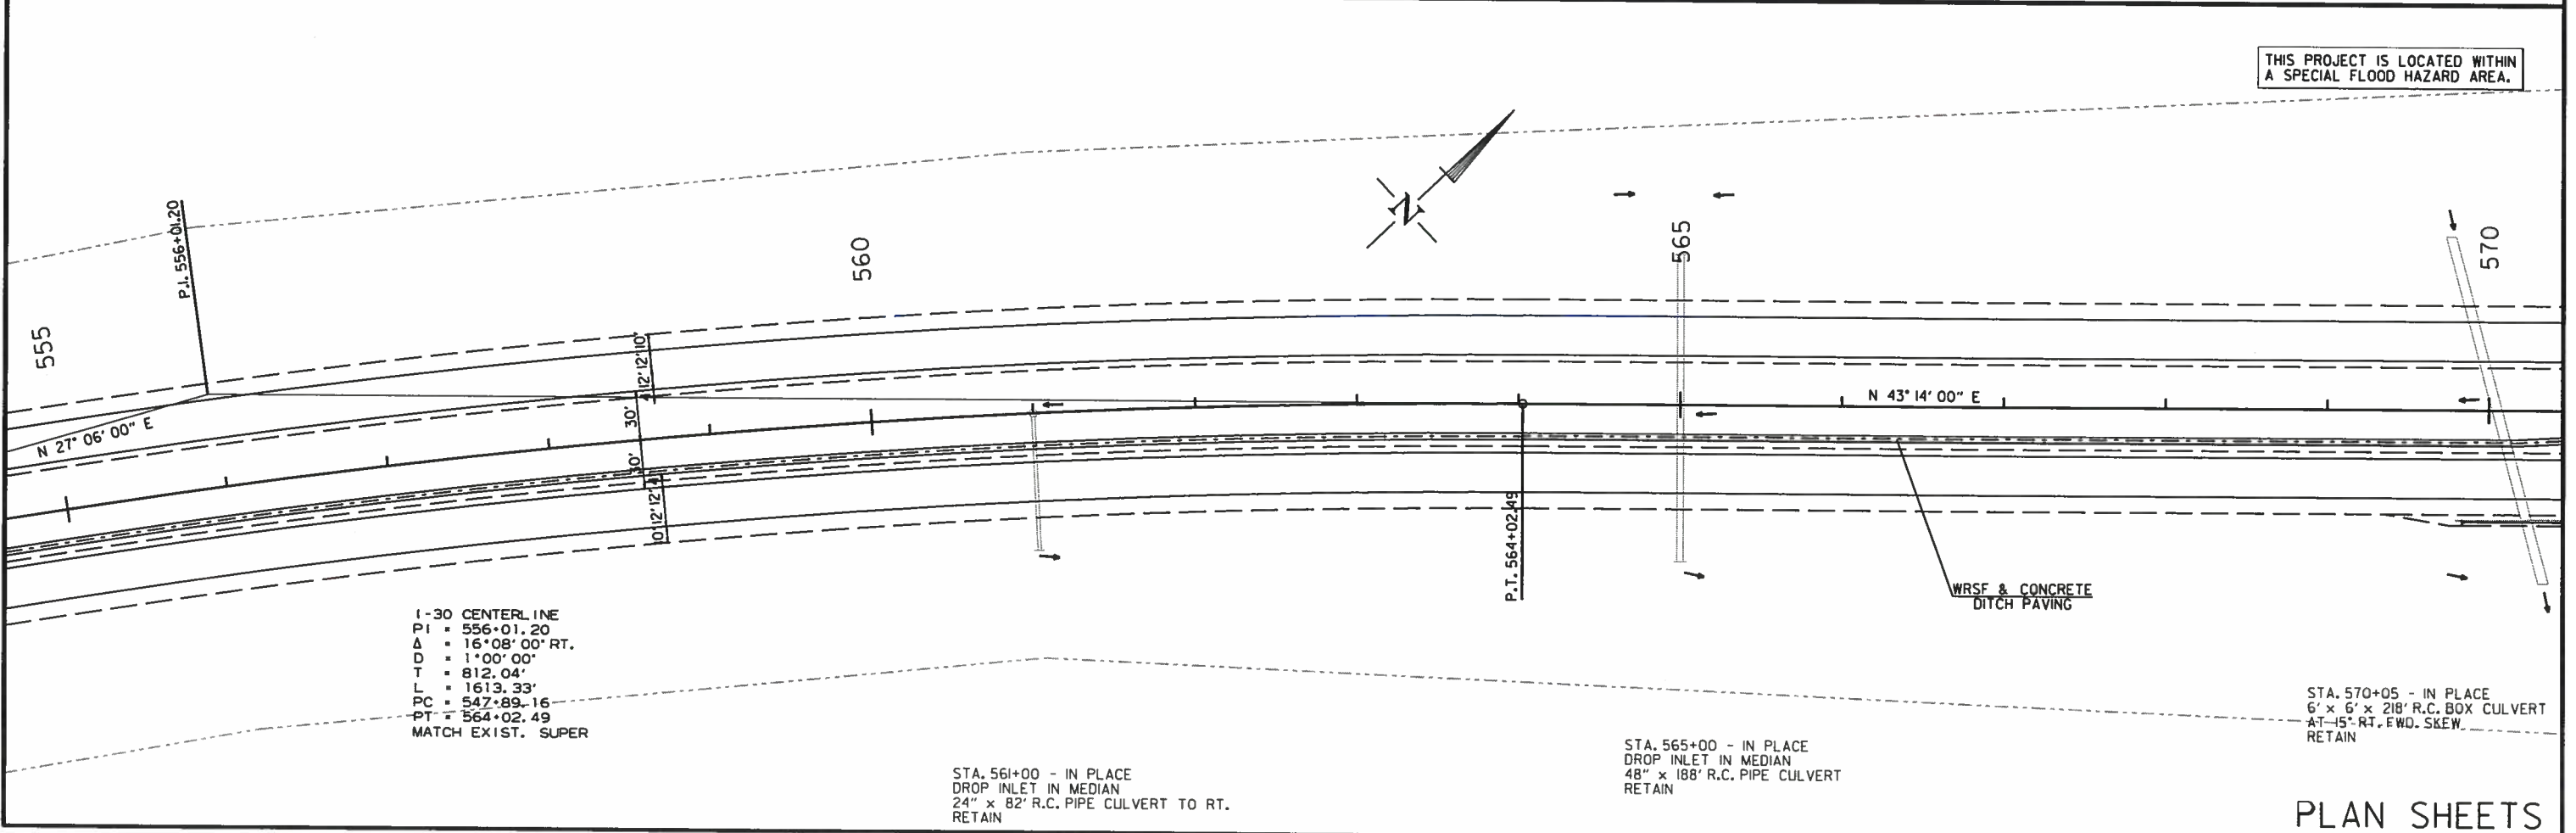 THIS PROJECT IS LOCATED WITHIN
A SPECIAL FLOOD HAZARD AREA.
P.I. 556+01.20
555
560
565
570
N
N 27° 06' 00" E
N 43° 14' 00" E
12' 12' 10'
30'
30'
10' 12' 12' 4'
P.T. 564+02.49
WRSF & CONCRETE
DITCH PAVING
I-30 CENTERLINE
PI = 556+01.20
Δ = 16°08'00" RT.
D = 1°00'00"
T = 812.04'
L = 1613.33'
PC = 547+89.16
PT = 564+02.49
MATCH EXIST. SUPER
STA. 561+00 - IN PLACE
DROP INLET IN MEDIAN
24" x 82' R.C. PIPE CULVERT TO RT.
RETAIN
STA. 565+00 - IN PLACE
DROP INLET IN MEDIAN
48" x 188' R.C. PIPE CULVERT
RETAIN
STA. 570+05 - IN PLACE
6' x 6' x 218' R.C. BOX CULVERT
AT 15° RT. FWD. SKEW
RETAIN
PLAN SHEETS